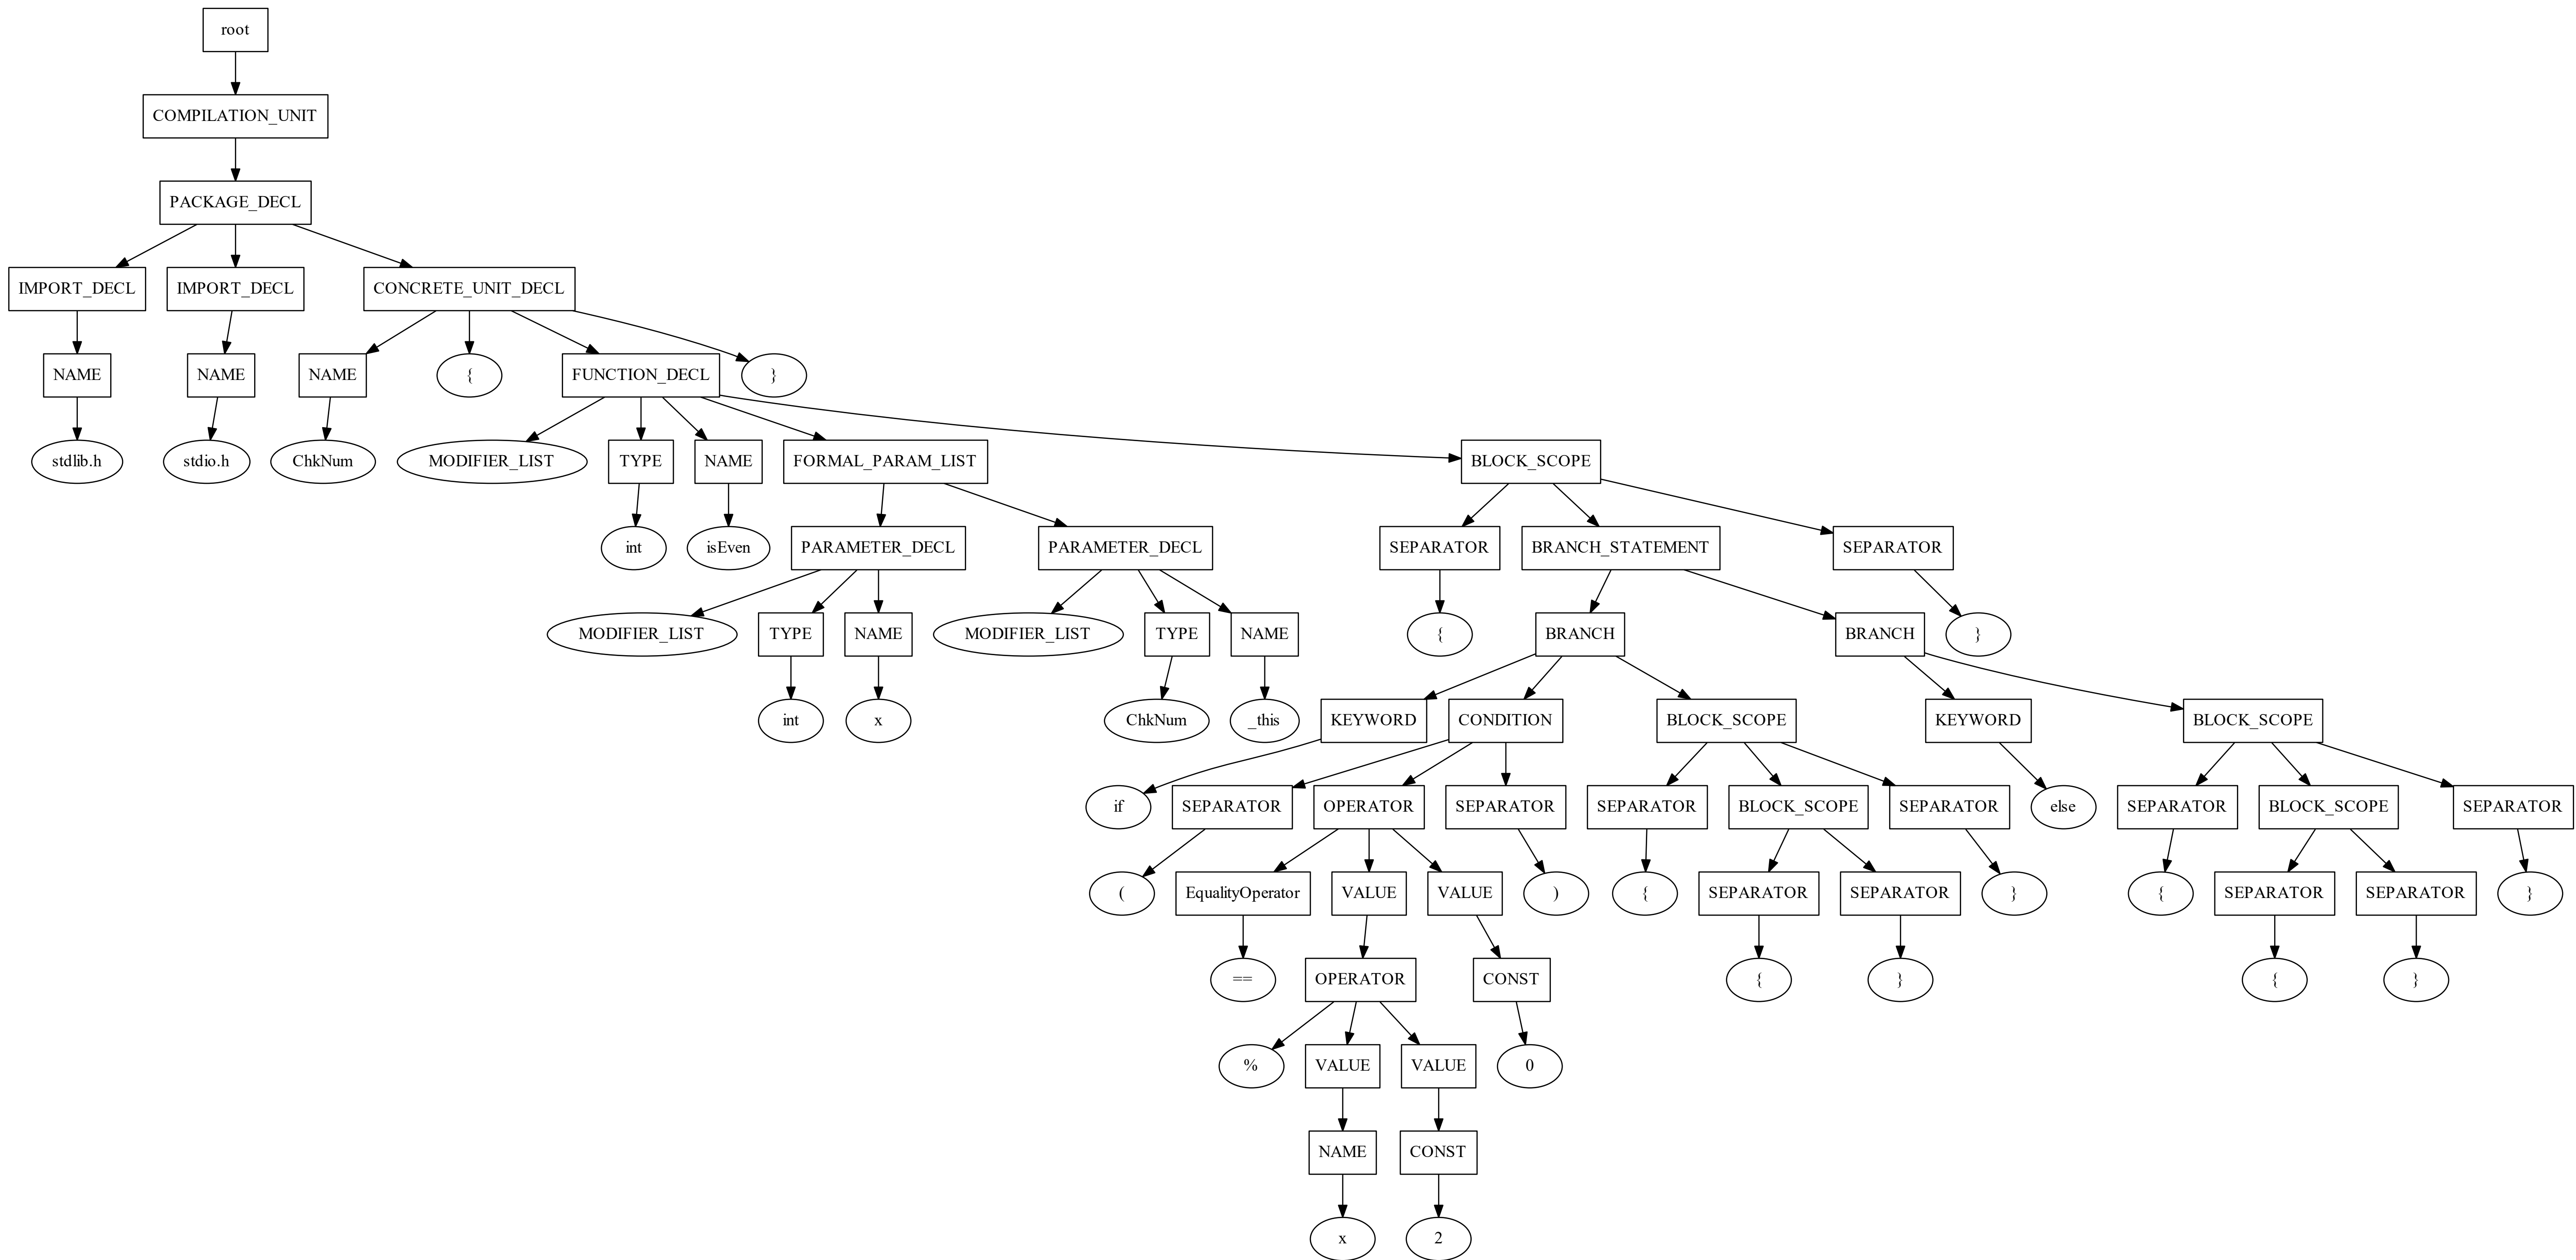 root
COMPILATION_UNIT
PACKAGE_DECL
IMPORT_DECL
IMPORT_DECL
CONCRETE_UNIT_DECL
NAME
NAME
NAME
{
FUNCTION_DECL
}
stdlib.h
stdio.h
ChkNum
MODIFIER_LIST
TYPE
NAME
FORMAL_PARAM_LIST
BLOCK_SCOPE
int
isEven
PARAMETER_DECL
PARAMETER_DECL
SEPARATOR
BRANCH_STATEMENT
SEPARATOR
MODIFIER_LIST
TYPE
NAME
MODIFIER_LIST
TYPE
NAME
{
BRANCH
BRANCH
}
int
x
ChkNum
_this
KEYWORD
CONDITION
BLOCK_SCOPE
KEYWORD
BLOCK_SCOPE
if
SEPARATOR
OPERATOR
SEPARATOR
SEPARATOR
BLOCK_SCOPE
SEPARATOR
else
SEPARATOR
BLOCK_SCOPE
SEPARATOR
(
EqualityOperator
VALUE
VALUE
)
{
SEPARATOR
SEPARATOR
}
{
SEPARATOR
SEPARATOR
}
==
OPERATOR
CONST
{
}
{
}
%
VALUE
VALUE
0
NAME
CONST
x
2